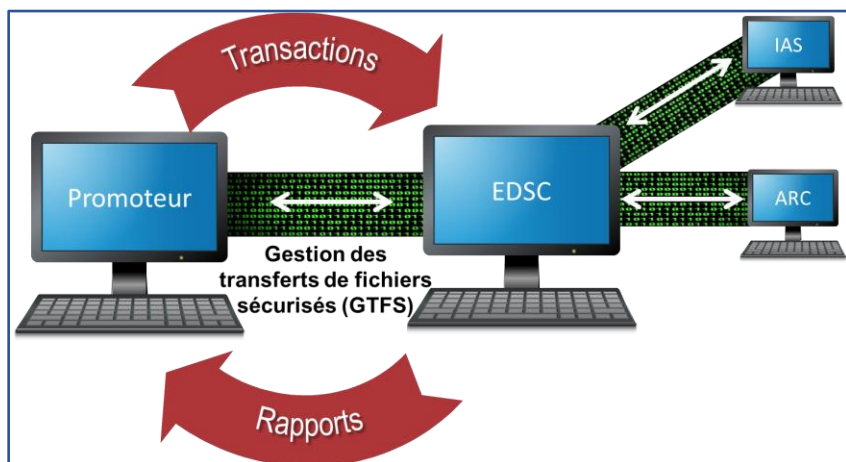 Transactions
IAS
Promoteur
EDSC
ARC
Gestion des
transferts de fichiers
sécurisés (GTFS)
Rapports